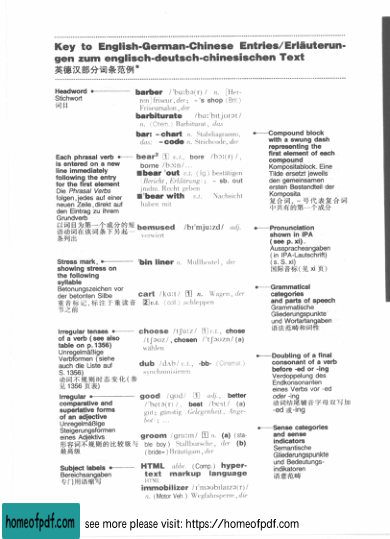 Key to English-German-Chinese Entries/Erläuterun-
gen zum englisch-deutsch-chinesischen Text
英德汉部分词条范例*
Headword
Stichwort
词目
Each phrasal verb
is entered on a new
line immediately
following the entry
for the first element
Die Phrasal Verbs
folgen, jedes auf einer
neuen Zeile, direkt auf
den Eintrag zu ihrem
Grundverb
以词目为第一个成分的短
语动词在该词条下另起一
条列出
Stress mark,
showing stress on
the following
syllable
Betonungszeichen vor
der betonten Silbe
重音标记,标注于重读音
节之前
Irregular tenses
of a verb (see also
table on p. 1356)
Unregelmäßige
Verbformen (siehe
auch die Liste auf
S. 1356)
动词不规则时态变化(参
见 1356 页表)
Irregular
comparative and
superlative forms
of an adjective
Unregelmäßige
Steigerungsformen
eines Adjektivs
形容词不规则的比较级与
最高级
Subject labels
Bereichsangaben
专门用语缩写
barber /ˈbɑːbə(r)/ n. [Her-
ren]friseur, der; ~'s shop (Brit.)
Friseursalon, der
barbiturate /bɑːˈbɪtjʊrət/
n. (Chem.) Barbiturat, das
bar: ~ chart n. Stabdiagramm,
das; ~ code n. Strichcode, der
bear² 1 v.t., bore /bɔː(r)/,
borne /bɔːn/...
■bear 'out v.t. (fig.) bestätigen
Bericht, Erklärung; ~ sb. out
jmdm. Recht geben
■'bear with v.t. Nachsicht
haben mit
bemused /bɪˈmjuːzd/ adj.
verwirrt
'bin liner n. Müllbeutel, der
cart /kɑːt/ 1 n. Wagen, der
2 v.t. (coll.) schleppen
choose /tʃuːz/ 1 v.t., chose
/tʃəʊz/, chosen /ˈtʃəʊzn/ (a)
wählen
dub /dʌb/ v.t., -bb- (Cinemat.)
synchronisieren
good /gʊd/ 1 adj., better
/ˈbetə(r)/, best /best/ (a)
gut; günstig Gelegenheit, Ange-
bot; ...
groom /gruːm/ 1 n. (a) (sta-
ble boy) Stallbursche, der (b)
(bride~) Bräutigam, der
HTML abbr. (Comp.) hyper-
text markup language
HTML
immobilizer /ɪˈməʊbɪlaɪzə(r)/
n. (Motor Veh.) Wegfahrsperre, die
Compound block
with a swung dash
representing the
first element of each
compound
Kompositablock. Eine
Tilde ersetzt jeweils
den gemeinsamen
ersten Bestandteil der
Komposita
复合词, ~号代表复合词
中共有的第一个成分
Pronunciation
shown in IPA
(see p. xi).
Ausspracheangaben
(in IPA-Lautschrift)
(s. S. xi)
国际音标(见 xi 页)
Grammatical
categories
and parts of speech
Grammatische
Gliederungspunkte
und Wortartangaben
语法范畴和词性
Doubling of a final
consonant of a verb
before -ed or -ing
Verdoppelung des
Endkonsonanten
eines Verbs vor -ed
oder -ing
动词结尾辅音字母双写加
-ed 或 -ing
Sense categories
and sense
indicators
Semantische
Gliederungspunkte
und Bedeutungs-
indikatoren
语意范畴
homeofpdf.com
see more please visit: https://homeofpdf.com